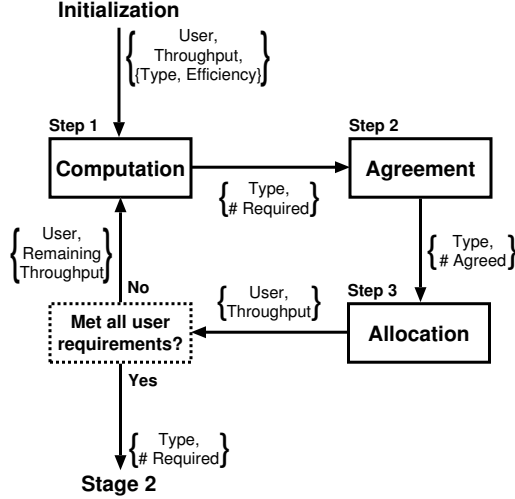 Initialization
User,
Throughput,
{Type, Efficiency}
Step 1
Computation
Step 2
Agreement
Type,
# Required
Type,
# Agreed
Step 3
Allocation
User,
Throughput
Met all user
requirements?
No
User,
Remaining
Throughput
Yes
Type,
# Required
Stage 2